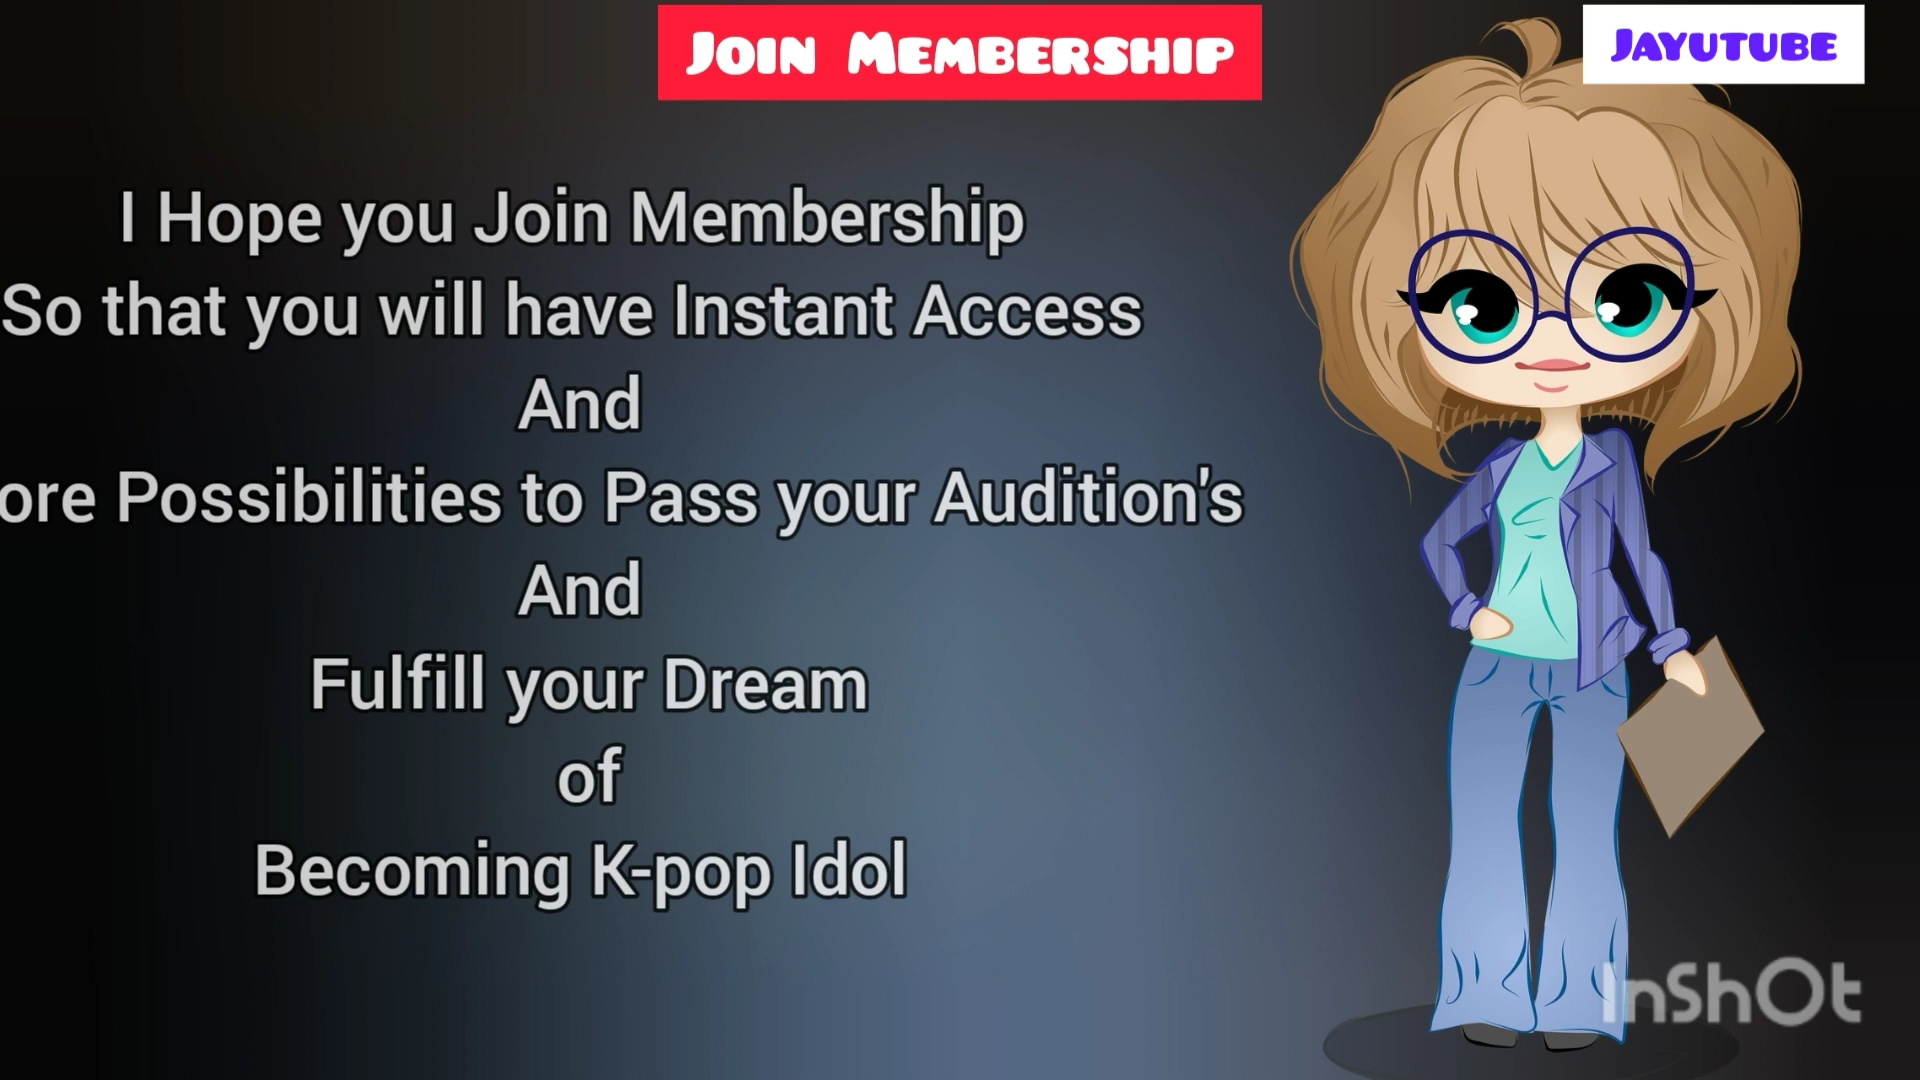 Join Membership
Jayutube
I Hope you Join Membership
So that you will have Instant Access
And
ore Possibilities to Pass your Audition's
And
Fulfill your Dream
of
Becoming K-pop Idol
InShOt